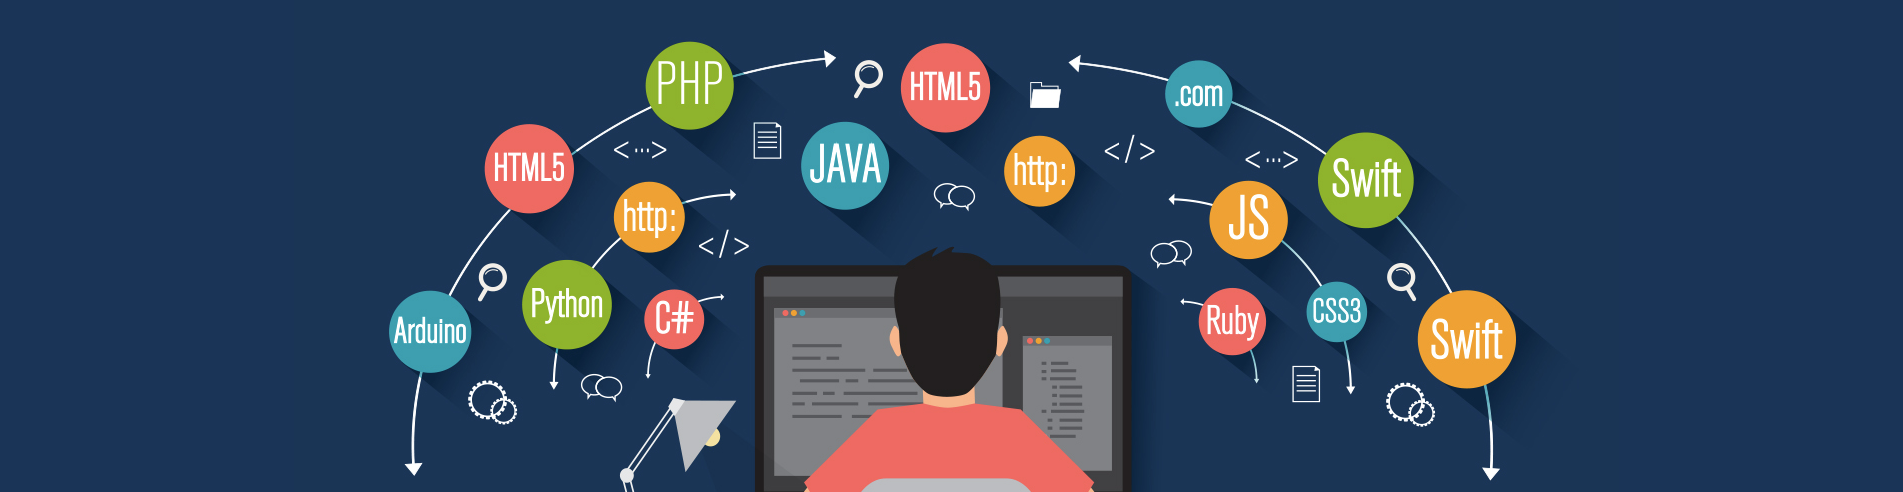 PHP
HTML5
.com
HTML5
JAVA
http:
Swift
http:
JS
Python
C#
Ruby
CSS3
Arduino
Swift